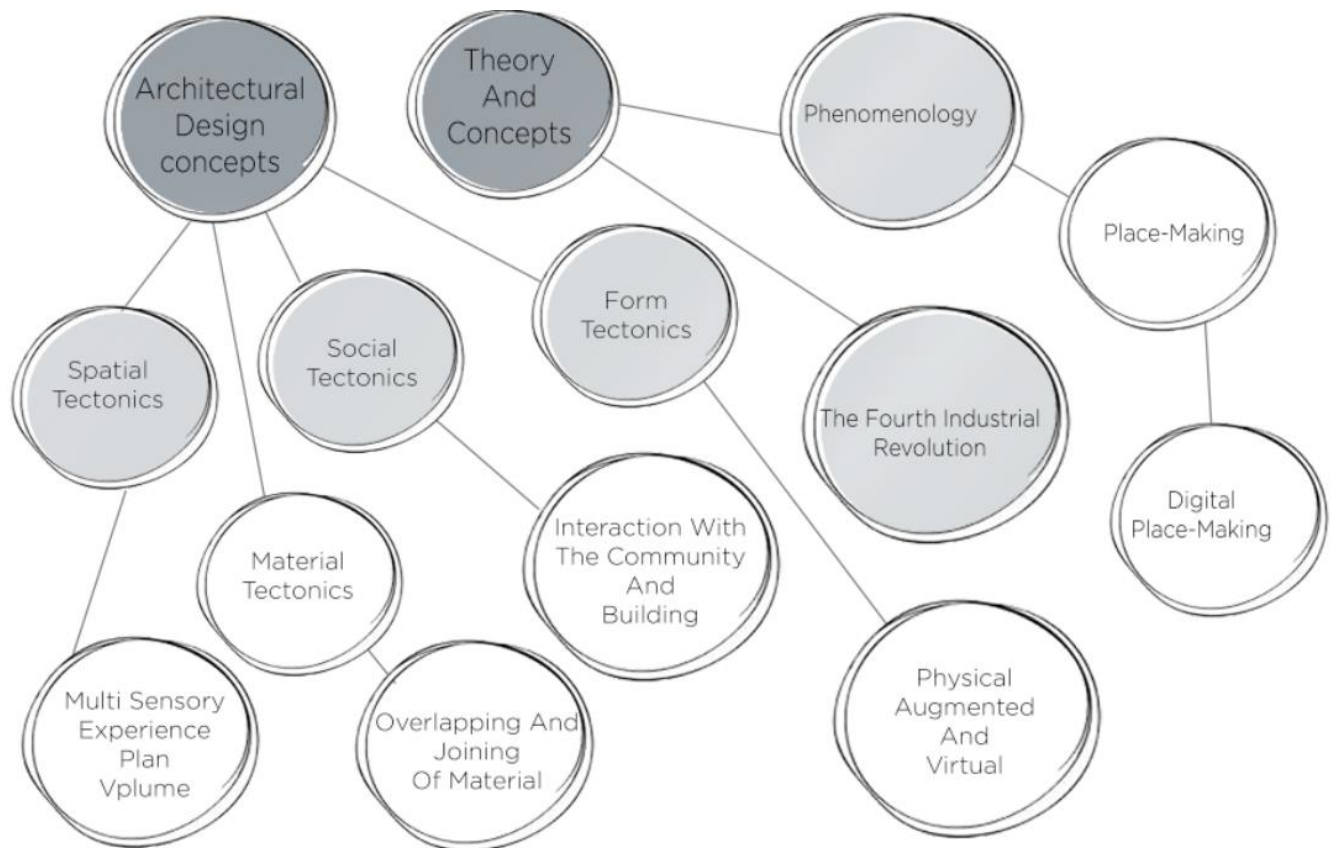 Architectural
Design
concepts
Theory
And
Concepts
Phenomenology
Place-Making
Spatial
Tectonics
Social
Tectonics
Form
Tectonics
The Fourth Industrial
Revolution
Digital
Place-Making
Material
Tectonics
Interaction With
The Community
And
Building
Multi Sensory
Experience
Plan
Vplume
Overlapping And
Joining
Of Material
Physical
Augmented
And
Virtual